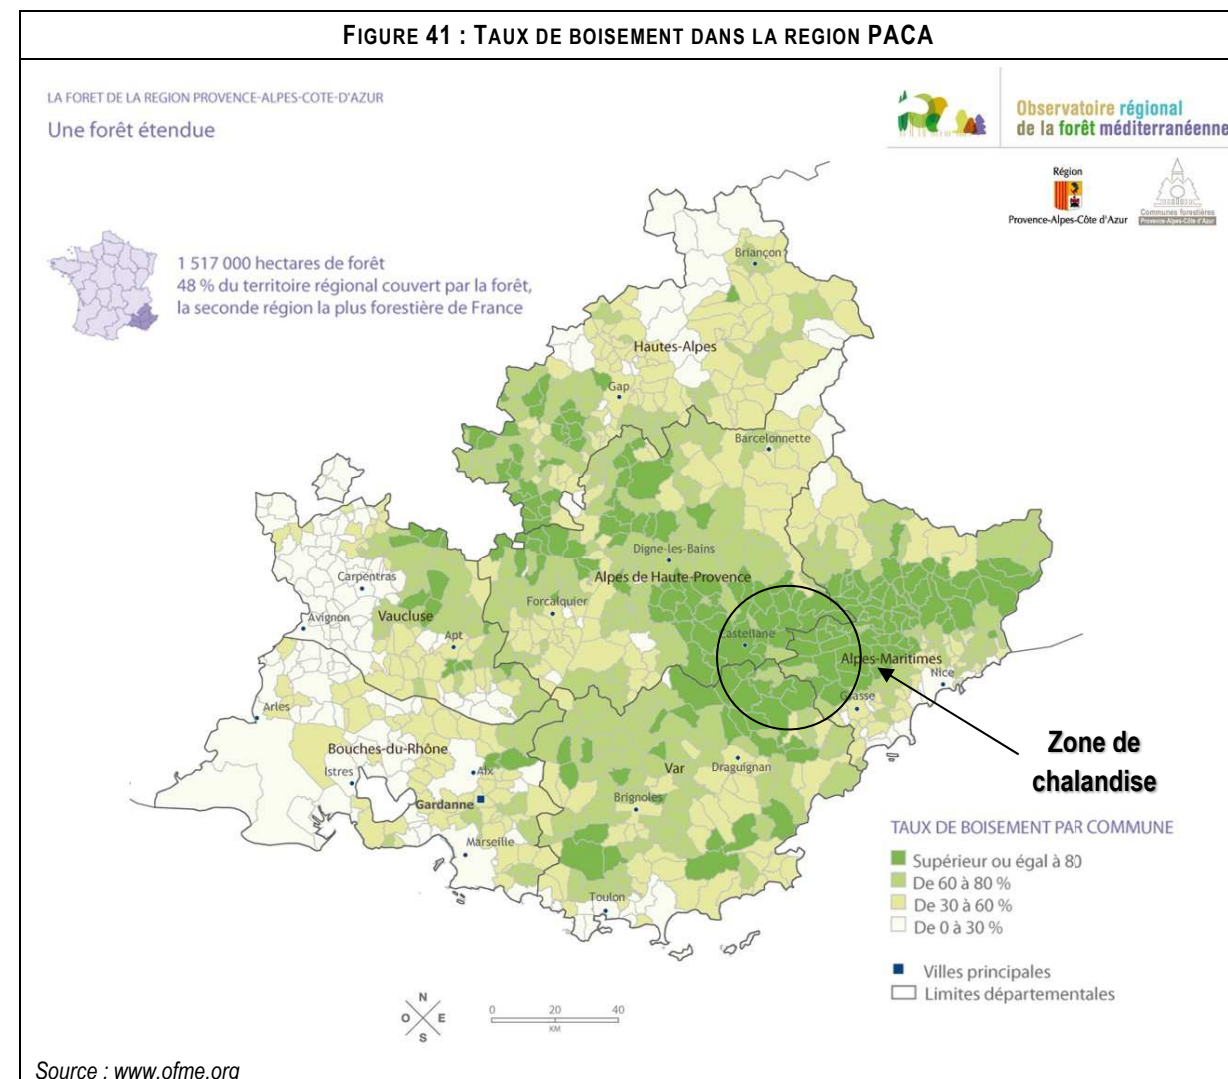 FIGURE 41 : TAUX DE BOISEMENT DANS LA REGION PACA
LA FORET DE LA REGION PROVENCE-ALPES-COTE-D'AZUR
Une forêt étendue
Observatoire régional
de la forêt méditerranéenne
Région
Provence-Alpes-Côte d'Azur
Communes forestières
Provence-Alpes-Côte d'Azur
1 517 000 hectares de forêt
48 % du territoire régional couvert par la forêt,
la seconde région la plus forestière de France
Briançon
Hautes-Alpes
Gap
Barcelonnette
Digne-les-Bains
Alpes de Haute-Provence
Carpentras
Forcalquier
Vaucluse
Avignon
Apt
Castellane
Alpes-Maritimes
Nice
Grasse
Arles
Bouches-du-Rhône
Istres
Aix
Gardanne
Var
Draguignan
Brignoles
Marseille
Toulon
Zone de
chalandise
TAUX DE BOISEMENT PAR COMMUNE
Supérieur ou égal à 80
De 60 à 80 %
De 30 à 60 %
De 0 à 30 %
Villes principales
Limites départementales
N
O E
S
0 20 40
KM
Source : www.ofme.org